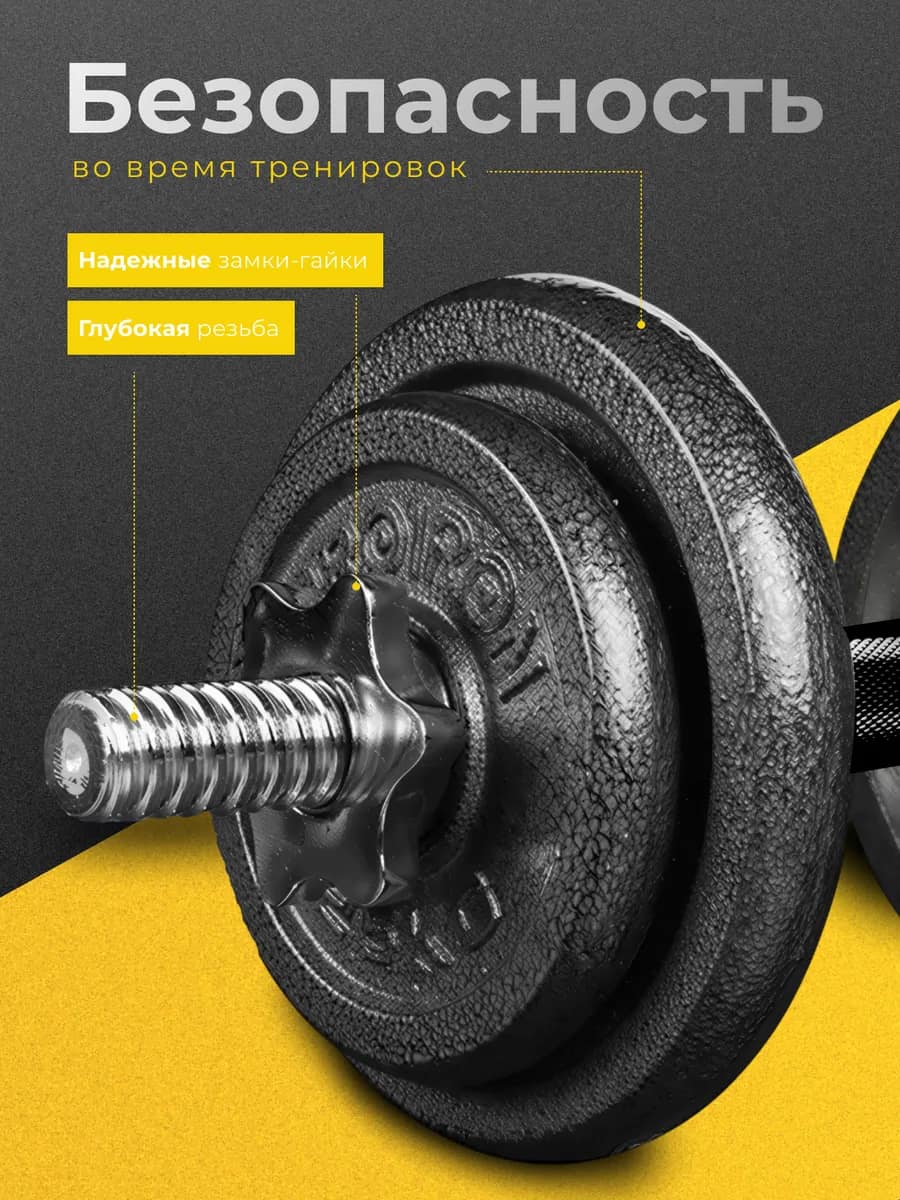 Безопасность
во время тренировок
Надежные замки-гайки
Глубокая резьба